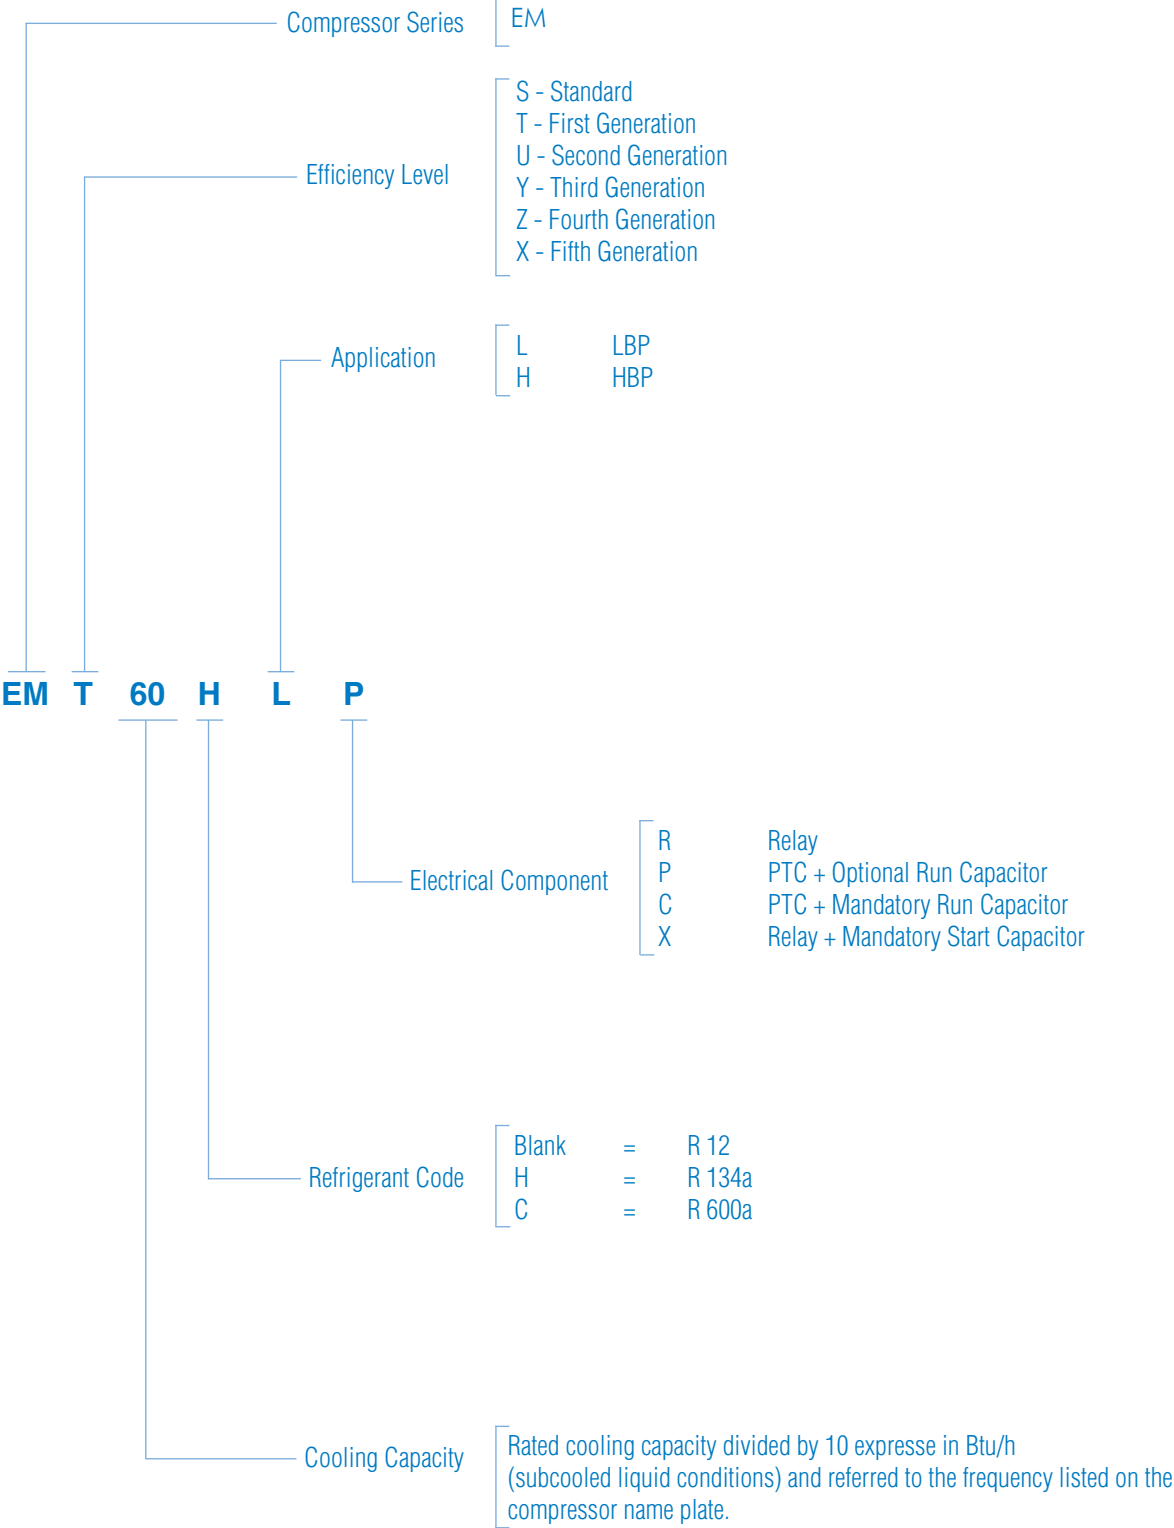 Compressor Series EM
Efficiency Level
S - Standard
T - First Generation
U - Second Generation
Y - Third Generation
Z - Fourth Generation
X - Fifth Generation
Application
L LBP
H HBP
EM T 60 H L P
Electrical Component
R Relay
P PTC + Optional Run Capacitor
C PTC + Mandatory Run Capacitor
X Relay + Mandatory Start Capacitor
Refrigerant Code
Blank = R 12
H = R 134a
C = R 600a
Cooling Capacity
Rated cooling capacity divided by 10 expresse in Btu/h
(subcooled liquid conditions) and referred to the frequency listed on the
compressor name plate.